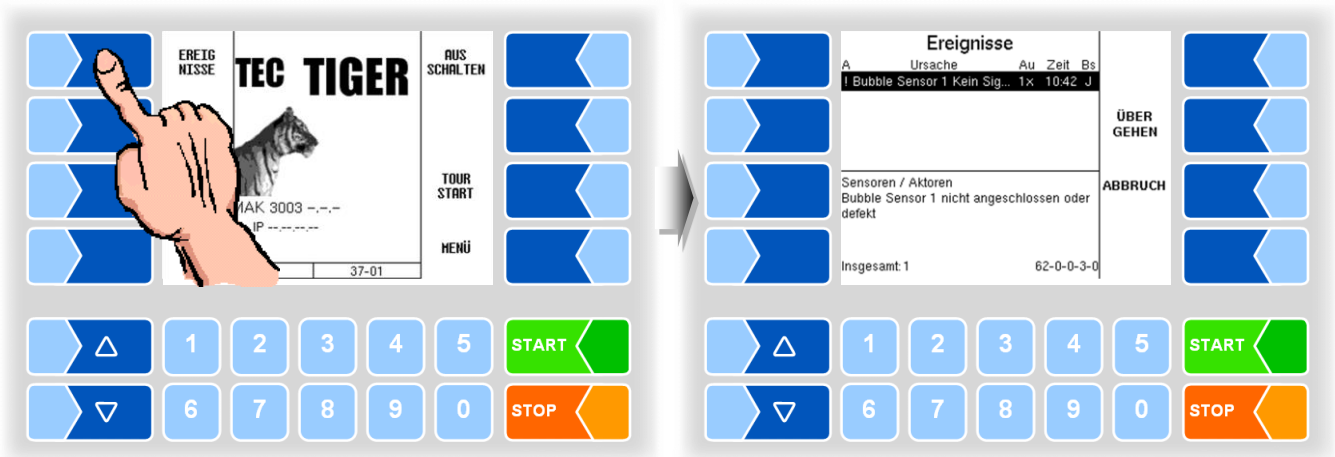 EREIG
NISSE
TEC TIGER
AUS
SCHALTEN
TOUR
START
MAK 3003 -.-.-
IP --.--.--.--
MENÜ
37-01
1 2 3 4 5 START
6 7 8 9 0 STOP
Ereignisse
A Ursache Au Zeit Bs
! Bubble Sensor 1 Kein Sig... 1x 10:42 J
ÜBER
GEHEN
ABBRUCH
Sensoren / Aktoren
Bubble Sensor 1 nicht angeschlossen oder
defekt
Insgesamt: 1 62-0-0-3-0
1 2 3 4 5 START
6 7 8 9 0 STOP